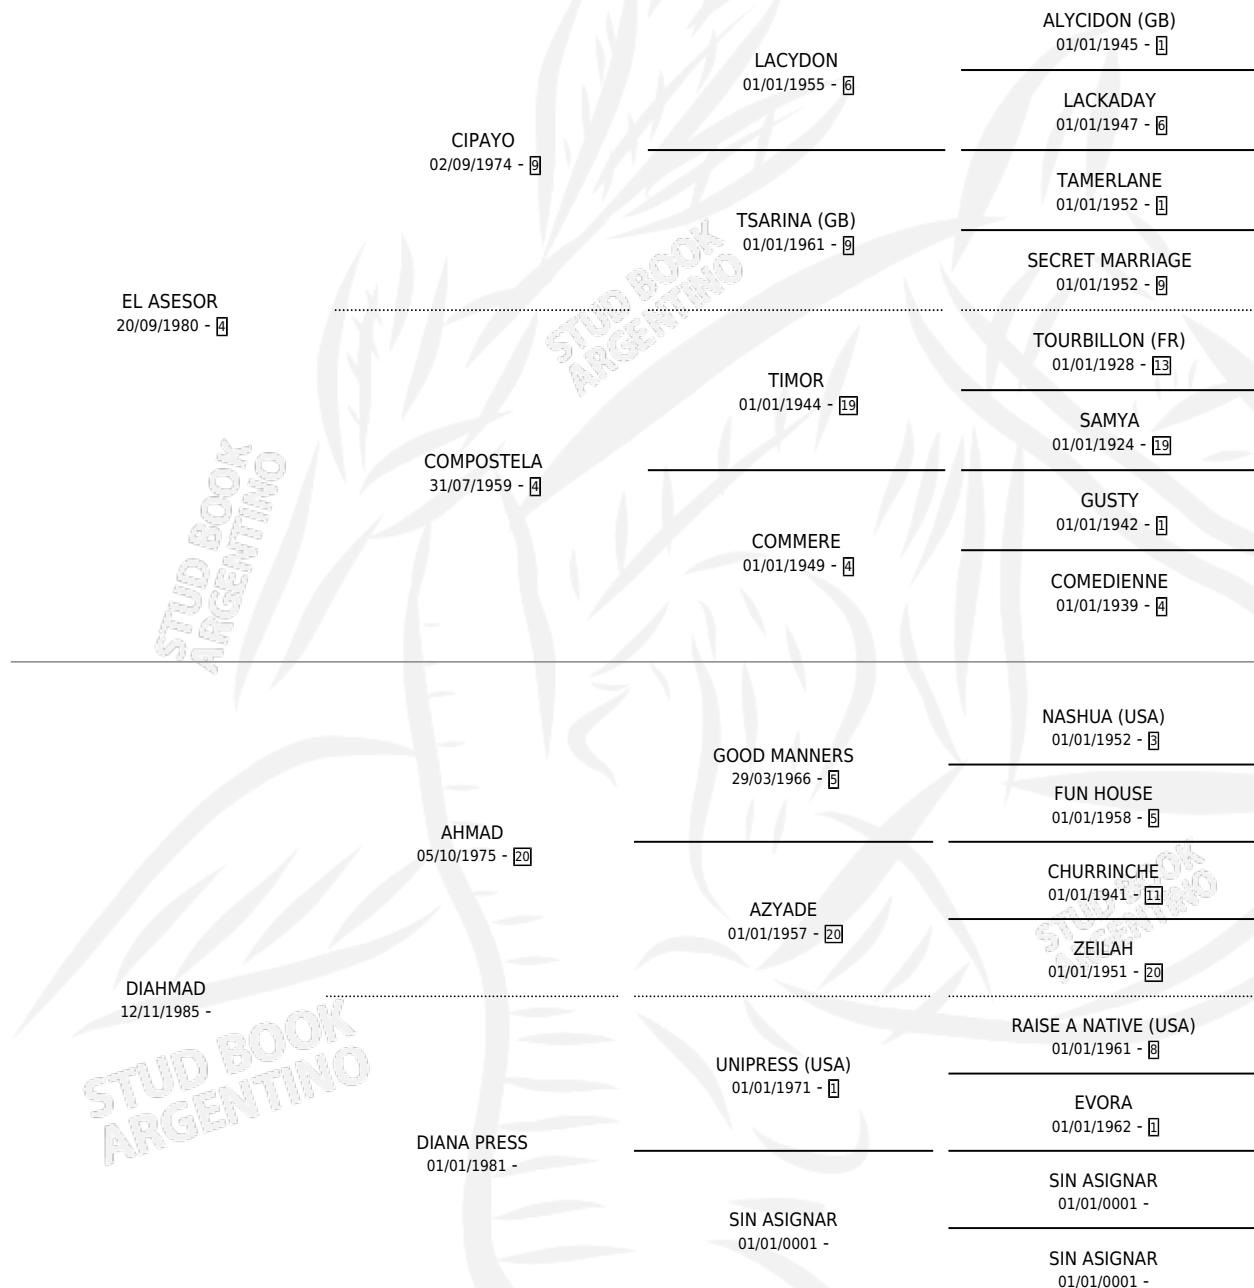 ALYCIDON (GB)
01/01/1945 - 1
LACYDON
01/01/1955 - 6
LACKADAY
01/01/1947 - 6
CIPAYO
02/09/1974 - 9
TAMERLANE
01/01/1952 - 1
TSARINA (GB)
01/01/1961 - 9
SECRET MARRIAGE
01/01/1952 - 9
EL ASESOR
20/09/1980 - 4
STUD BOOK
ARGENTINO
TOURBILLON (FR)
01/01/1928 - 13
TIMOR
01/01/1944 - 19
SAMYA
01/01/1924 - 19
COMPOSTELA
31/07/1959 - 4
GUSTY
01/01/1942 - 1
COMMERE
01/01/1949 - 4
COMEDIENNE
01/01/1939 - 4
STUD BOOK
ARGENTINO
NASHUA (USA)
01/01/1952 - 3
GOOD MANNERS
29/03/1966 - 5
FUN HOUSE
01/01/1958 - 5
AHMAD
05/10/1975 - 20
CHURRINCHE
01/01/1941 - 11
AZYADE
01/01/1957 - 20
STUD BOOK
ARGENTINO
ZEILAH
01/01/1951 - 20
DIAHMAD
12/11/1985 -
RAISE A NATIVE (USA)
01/01/1961 - 8
UNIPRESS (USA)
01/01/1971 - 1
EVORA
01/01/1962 - 1
STUD BOOK
ARGENTINO
DIANA PRESS
01/01/1981 -
SIN ASIGNAR
01/01/0001 -
SIN ASIGNAR
01/01/0001 -
SIN ASIGNAR
01/01/0001 -